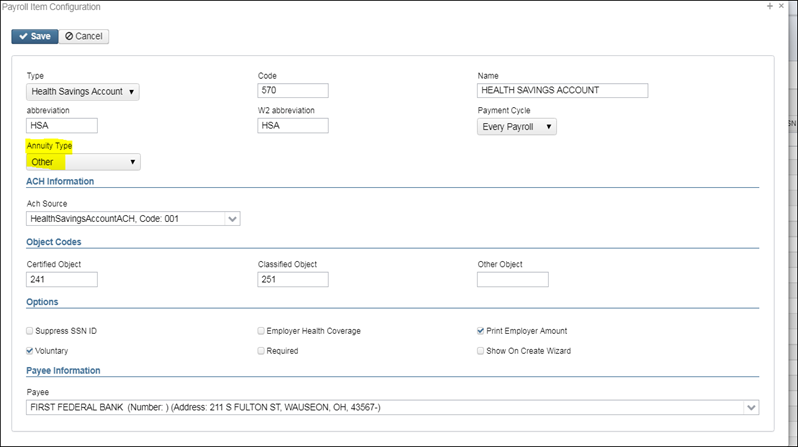 Payroll Item Configuration
Save Cancel
Type Code Name
Health Savings Account 570 HEALTH SAVINGS ACCOUNT
abbreviation W2 abbreviation Payment Cycle
HSA HSA Every Payroll
Annuity Type
Other
ACH Information
Ach Source
HealthSavingsAccountACH, Code: 001
Object Codes
Certified Object Classified Object Other Object
241 251
Options
Suppress SSN ID Employer Health Coverage Print Employer Amount
Voluntary Required Show On Create Wizard
Payee Information
Payee
FIRST FEDERAL BANK (Number: ) (Address: 211 S FULTON ST, WAUSEON, OH, 43567-)